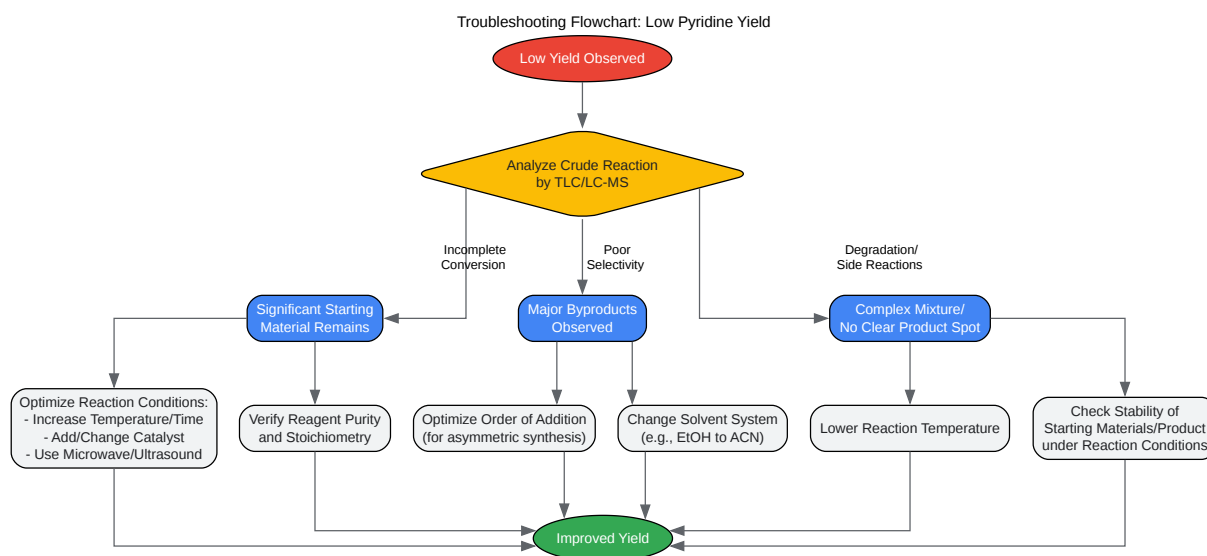 Troubleshooting Flowchart: Low Pyridine Yield
Low Yield Observed
Analyze Crude Reaction
by TLC/LC-MS
Incomplete
Conversion
Poor
Selectivity
Degradation/
Side Reactions
Significant Starting
Material Remains
Major Byproducts
Observed
Complex Mixture/
No Clear Product Spot
Optimize Reaction Conditions:
- Increase Temperature/Time
- Add/Change Catalyst
- Use Microwave/Ultrasound
Verify Reagent Purity
and Stoichiometry
Optimize Order of Addition
(for asymmetric synthesis)
Change Solvent System
(e.g., EtOH to ACN)
Lower Reaction Temperature
Check Stability of
Starting Materials/Product
under Reaction Conditions
Improved Yield